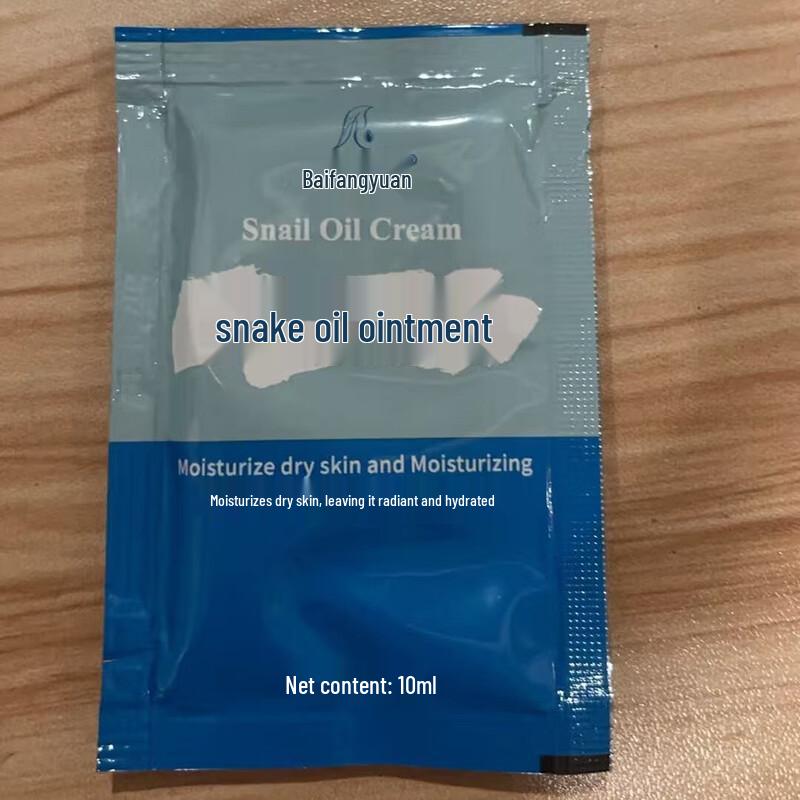 Baifangyuan
Snail Oil Cream
snake oil ointment
Moisturize dry skin and Moisturizing
Moisturizes dry skin, leaving it radiant and hydrated
Net content: 10ml